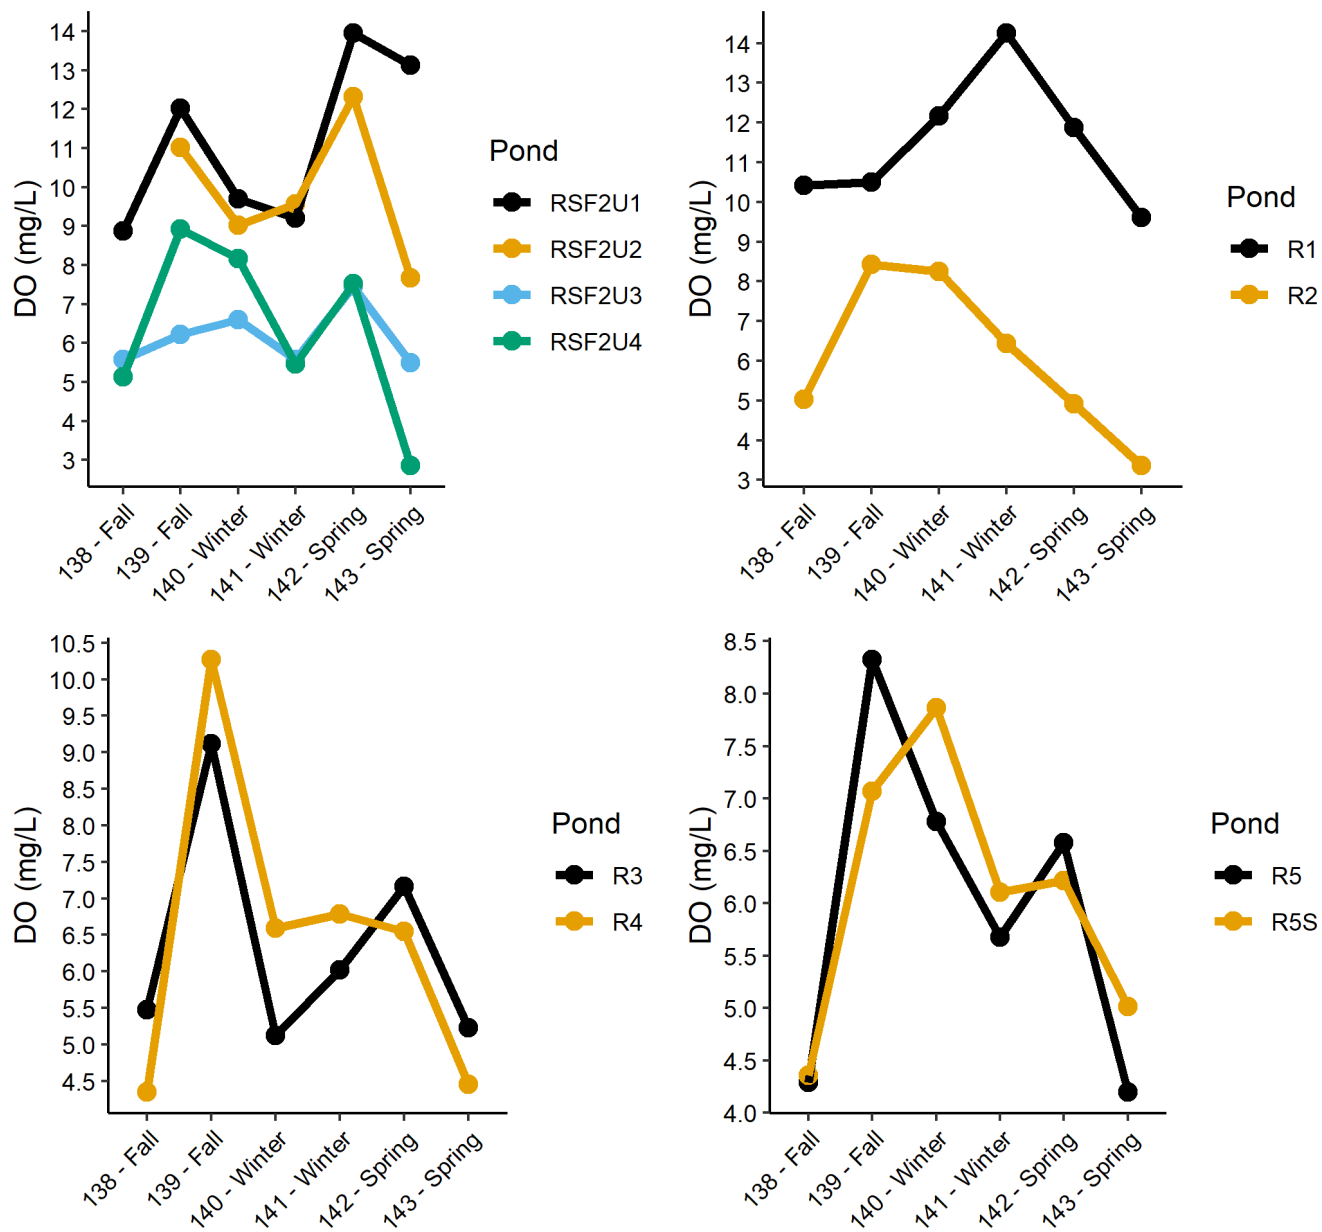 DO (mg/L)
14
13
12
11
10
9
8
7
6
5
4
3
138 - Fall
139 - Fall
140 - Winter
141 - Winter
142 - Spring
143 - Spring
Pond
RSF2U1
RSF2U2
RSF2U3
RSF2U4
DO (mg/L)
14
13
12
11
10
9
8
7
6
5
4
3
138 - Fall
139 - Fall
140 - Winter
141 - Winter
142 - Spring
143 - Spring
Pond
R1
R2
DO (mg/L)
10.5
10.0
9.5
9.0
8.5
8.0
7.5
7.0
6.5
6.0
5.5
5.0
4.5
138 - Fall
139 - Fall
140 - Winter
141 - Winter
142 - Spring
143 - Spring
Pond
R3
R4
DO (mg/L)
8.5
8.0
7.5
7.0
6.5
6.0
5.5
5.0
4.5
4.0
138 - Fall
139 - Fall
140 - Winter
141 - Winter
142 - Spring
143 - Spring
Pond
R5
R5S